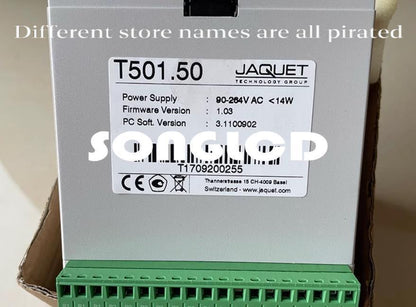 Different store names are all pirated
T501.50
JAQUET
TECHNOLOGY GROUP
Power Supply : 90-264V AC <14W
Firmware Version : 1.03
PC Soft. Version : 3.1100902
SONGLCD
T1709200255
CE
Thannerstrasse 15 CH-4009 Basel
Switzerland - www.jaquet.com